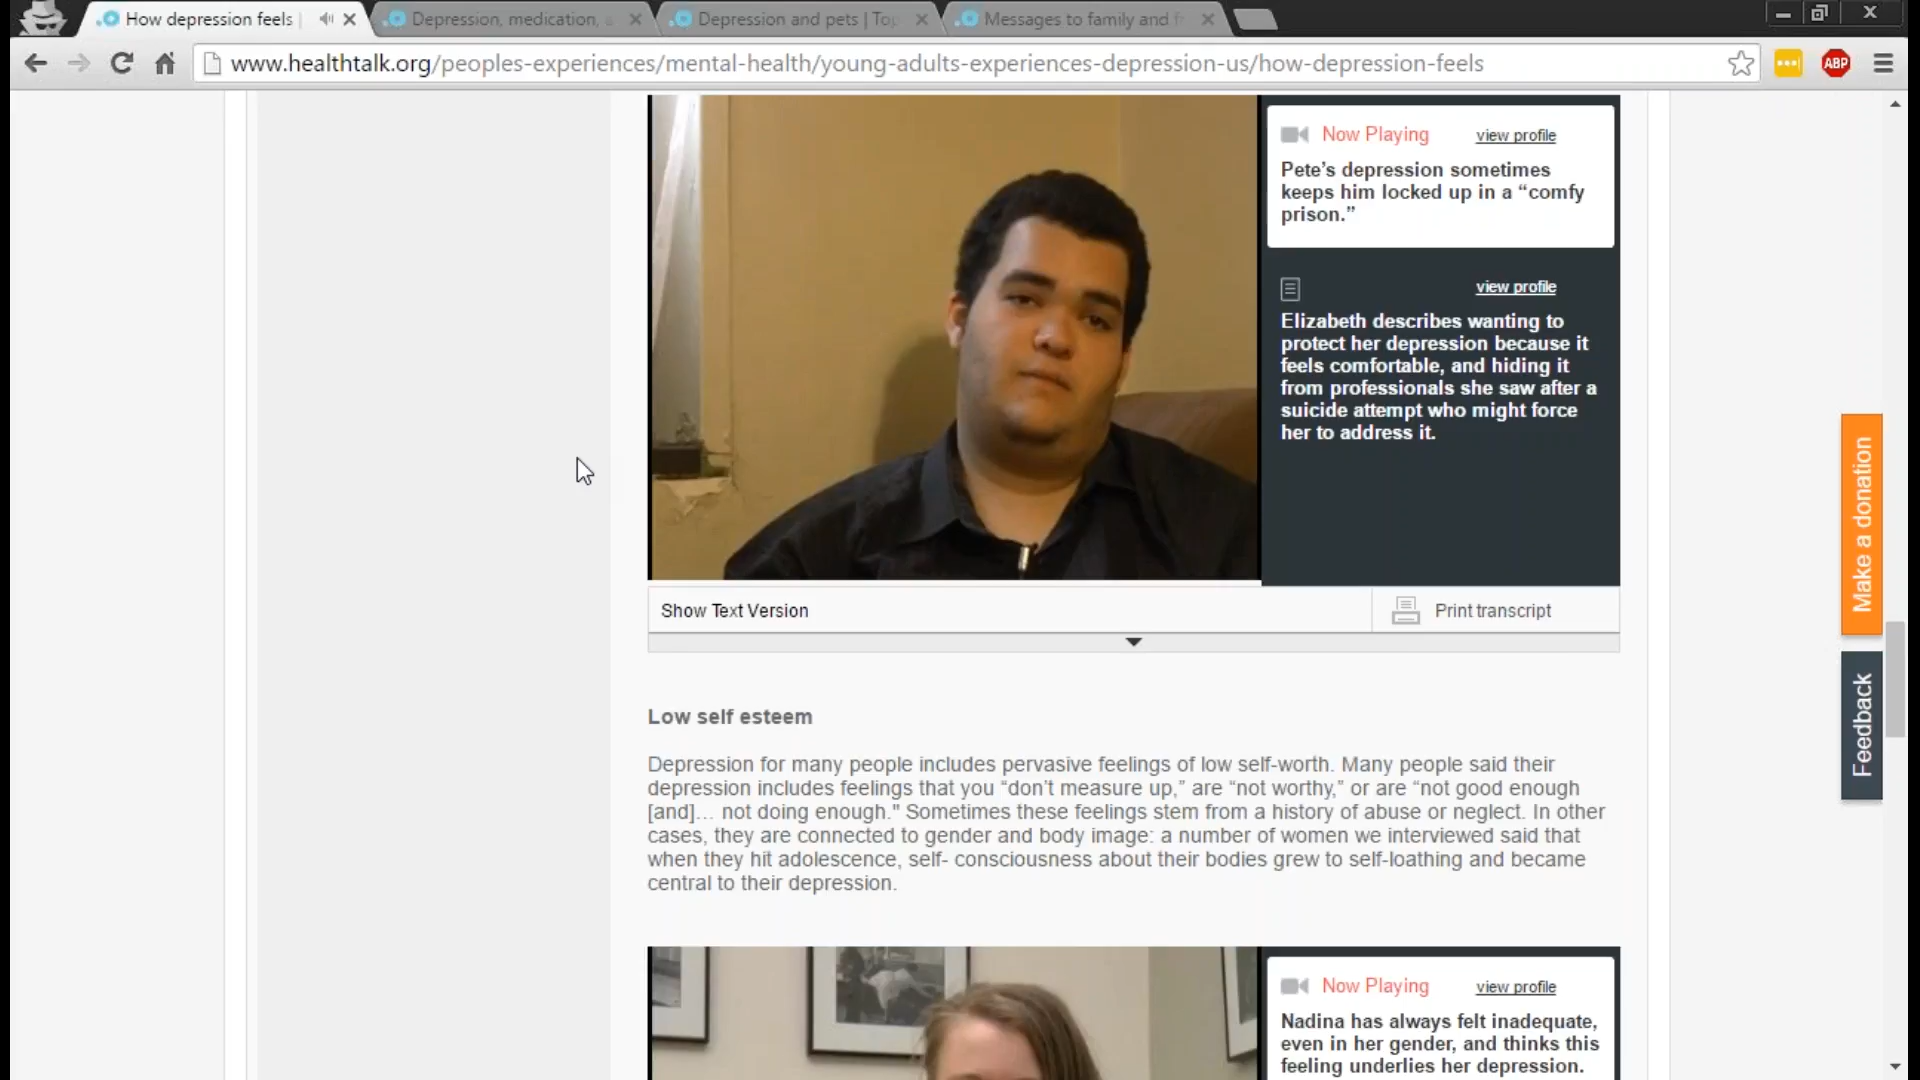 How depression feels
Depression, medication, a
Depression and pets | Top
Messages to family and f
www.healthtalk.org/peoples-experiences/mental-health/young-adults-experiences-depression-us/how-depression-feels
ABP
Now Playing
view profile
Pete’s depression sometimes
keeps him locked up in a “comfy
prison.”
view profile
Elizabeth describes wanting to
protect her depression because it
feels comfortable, and hiding it
from professionals she saw after a
suicide attempt who might force
her to address it.
Make a donation
Show Text Version
Print transcript
Feedback
Low self esteem
Depression for many people includes pervasive feelings of low self-worth. Many people said their
depression includes feelings that you “don’t measure up,” are “not worthy,” or are “not good enough
[and]… not doing enough." Sometimes these feelings stem from a history of abuse or neglect. In other
cases, they are connected to gender and body image: a number of women we interviewed said that
when they hit adolescence, self- consciousness about their bodies grew to self-loathing and became
central to their depression.
Now Playing
view profile
Nadina has always felt inadequate,
even in her gender, and thinks this
feeling underlies her depression.